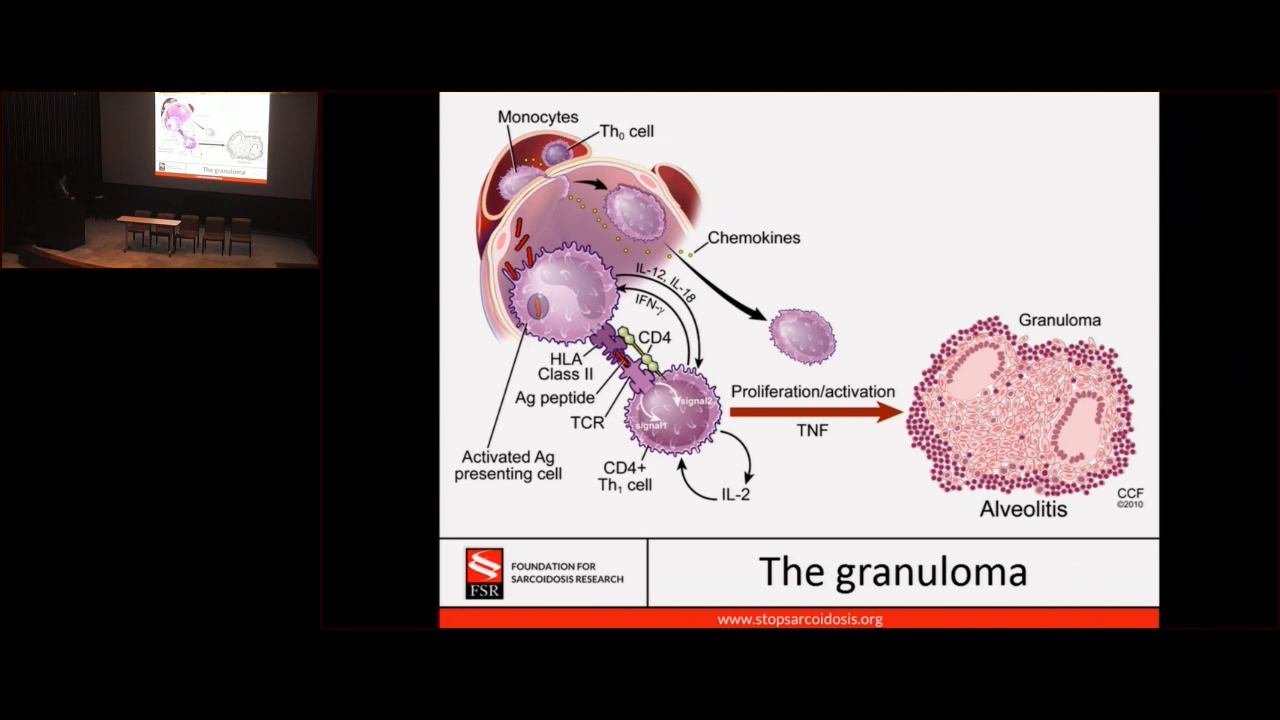 Monocytes
Th0 cell
Chemokines
IL-12, IL-18
IFN-γ
CD4
HLA
Class II
Ag peptide
TCR
signal2
signal1
Activated Ag
presenting cell
CD4+
Th1 cell
IL-2
Proliferation/activation
TNF
Granuloma
Alveolitis
CCF
©2010
FSR
FOUNDATION FOR
SARCOIDOSIS RESEARCH
The granuloma
www.stopsarcoidosis.org
The granuloma